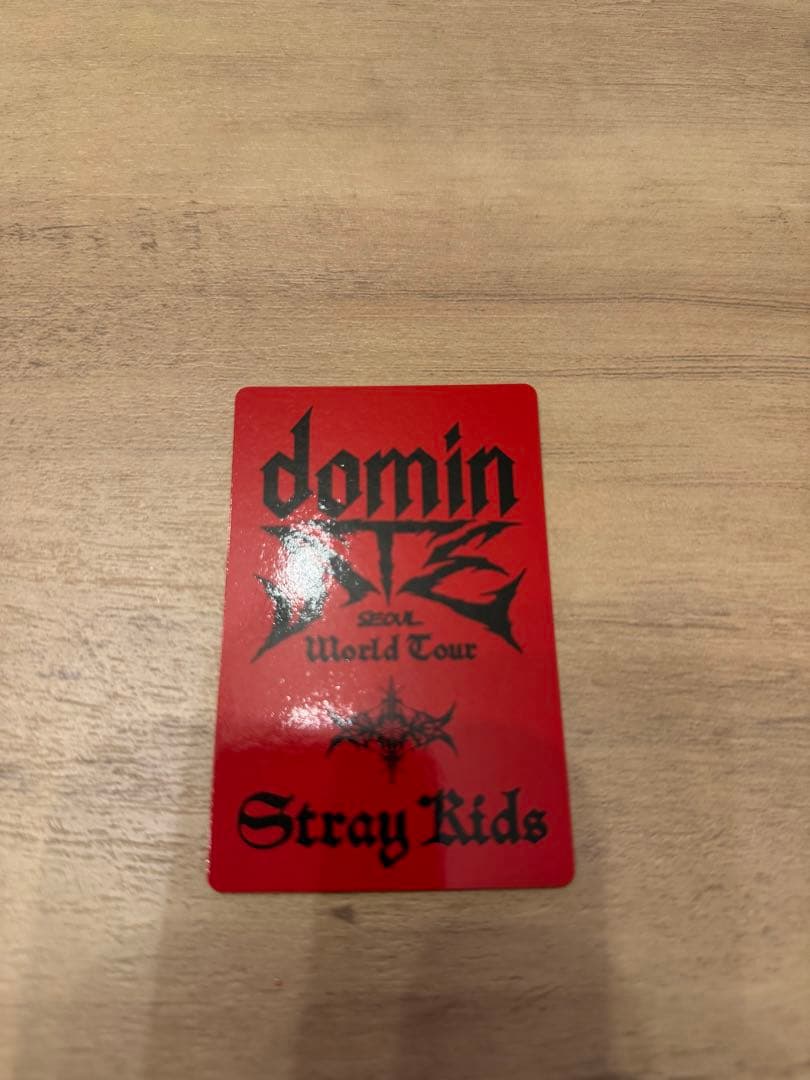 domin
ATE
SEOUL
World Tour
Stray Kids